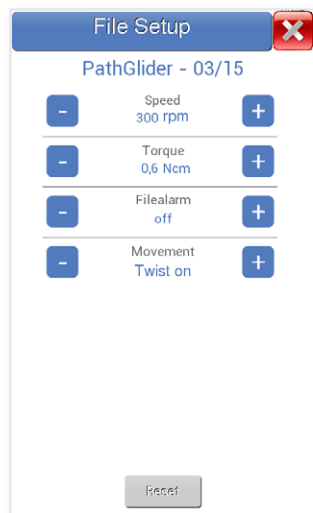 File Setup
PathGlider - 03/15
-
Speed
+
300 rpm
-
Torque
+
0,6 Ncm
-
Filealarm
+
off
-
Movement
+
Twist on
Reset